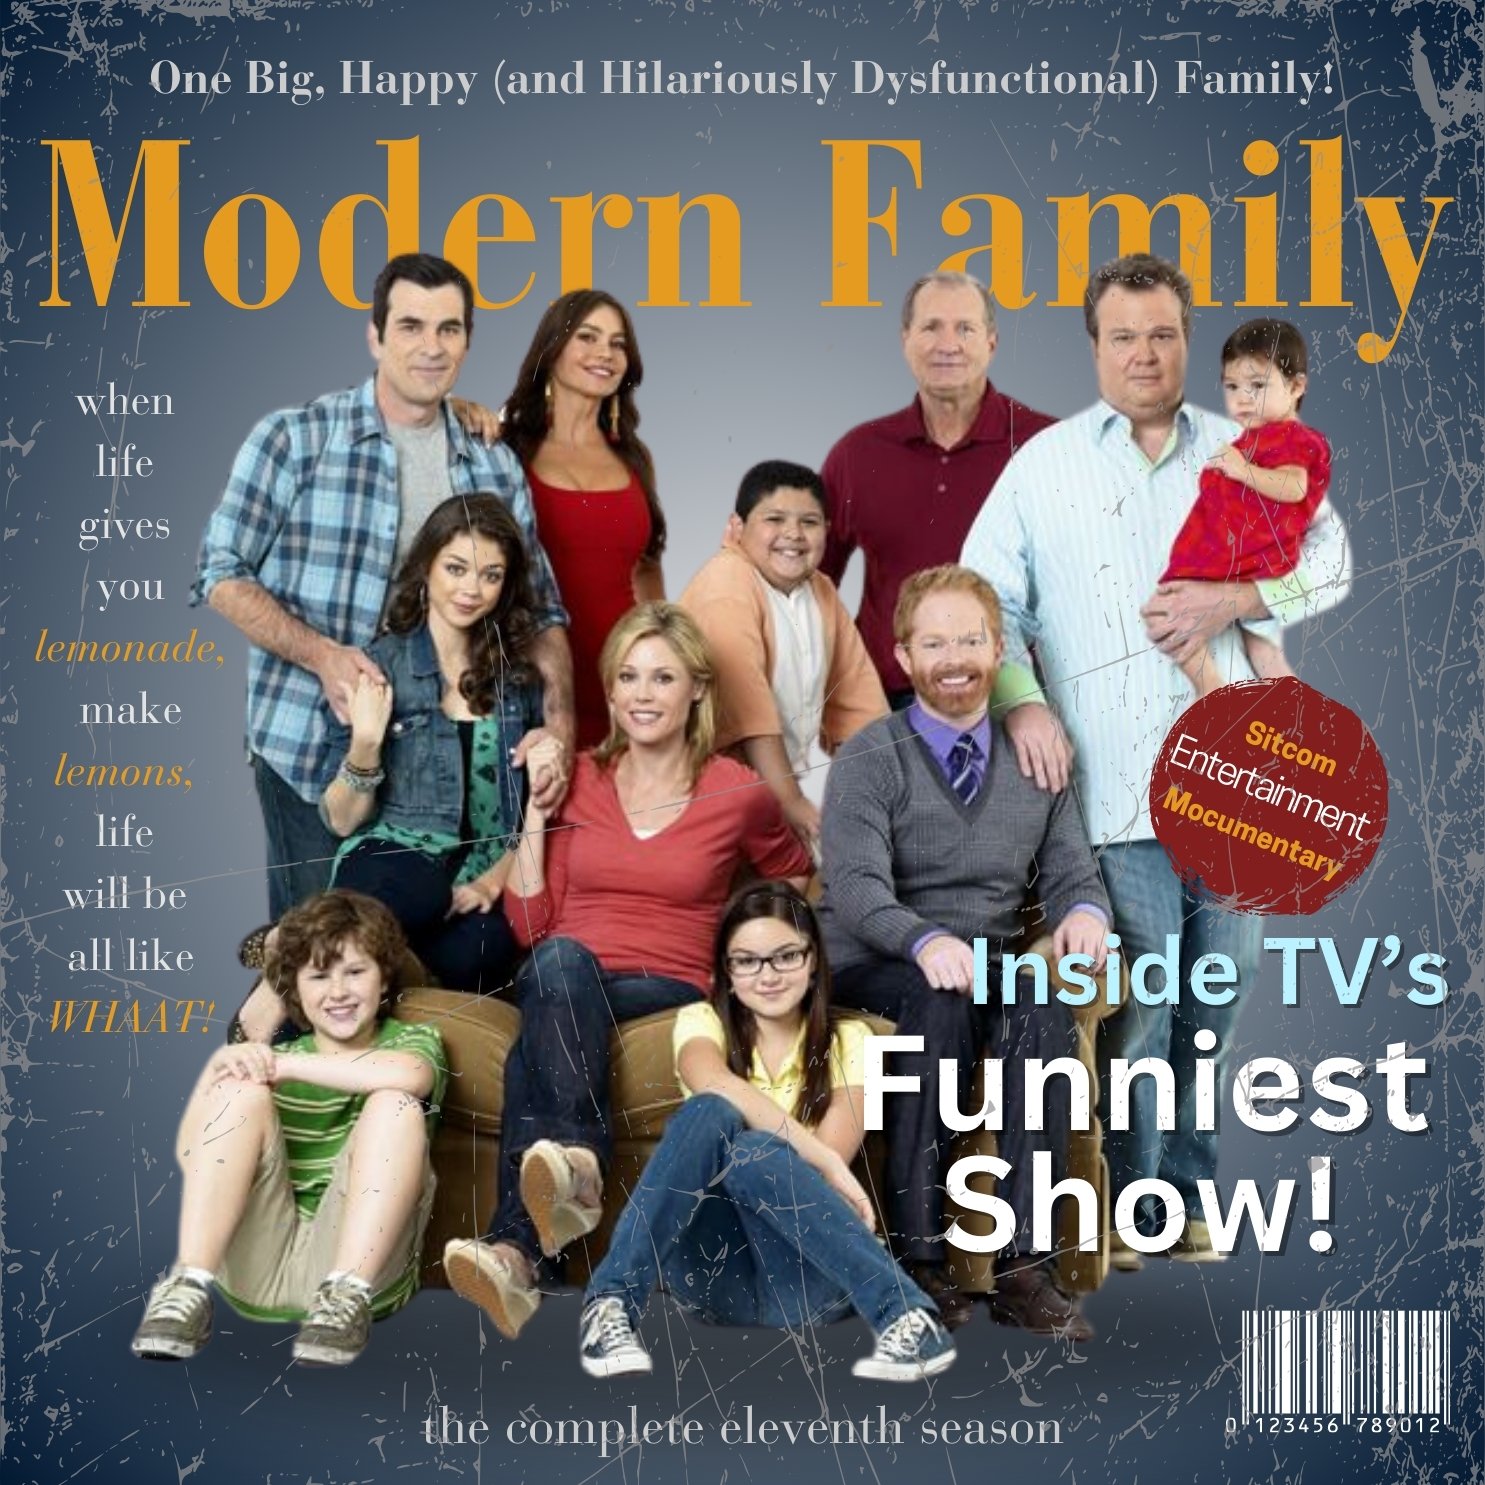 One Big, Happy (and Hilariously Dysfunctional) Family!
Modern Family
when
life
gives
you
lemonade,
make
lemons,
life
will be
all like
WHAAT!
Sitcom
Entertainment
Mocumentary
Inside TV's
Funniest
Show!
the complete eleventh season
0 123456 789012